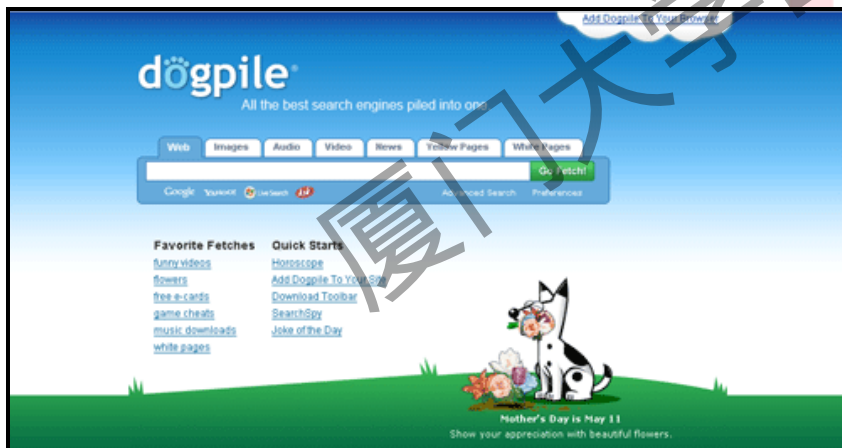 Add Dogpile To Your Browser
dogpile®
All the best search engines piled into one
Web Images Audio Video News Yellow Pages White Pages
Go Fetch!
Google YAHOO! Live Search Ask
Advanced Search Preferences
Favorite Fetches Quick Starts
funny videos Horoscope
flowers Add Dogpile To Your Site
free e-cards Download Toolbar
game cheats SearchSpy
music downloads Joke of the Day
white pages
Mother's Day is May 11
Show your appreciation with beautiful flowers.
厦门大学